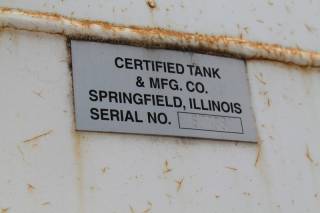 CERTIFIED TANK
& MFG. CO.
SPRINGFIELD, ILLINOIS
SERIAL NO.